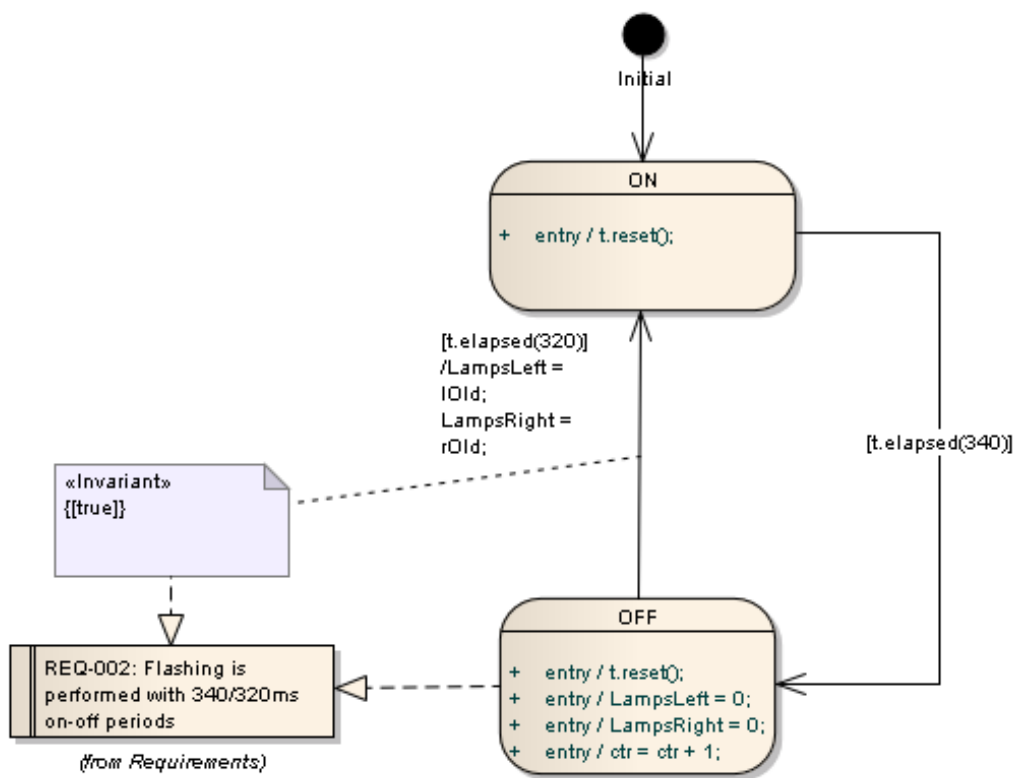 Initial
ON
+ entry / t.reset();
[t.elapsed(320)]
/LampsLeft =
lOld;
LampsRight =
rOld;
[t.elapsed(340)]
«Invariant»
{[true]}
OFF
+ entry / t.reset();
+ entry / LampsLeft = 0;
+ entry / LampsRight = 0;
+ entry / ctr = ctr + 1;
REQ-002: Flashing is
performed with 340/320ms
on-off periods
(from Requirements)